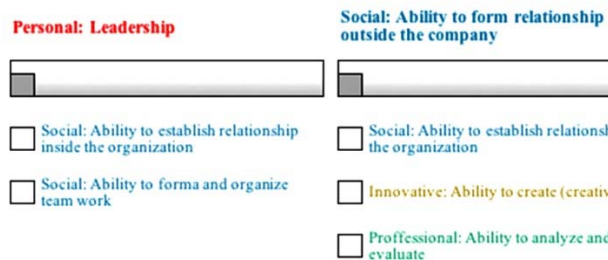 Personal: Leadership
Social: Ability to establish relationship
inside the organization
Social: Ability to forma and organize
team work
Social: Ability to form relationship
outside the company
Social: Ability to establish
the organization
Innovative: Ability to create
Proffessional: Ability to analyze and
evaluate